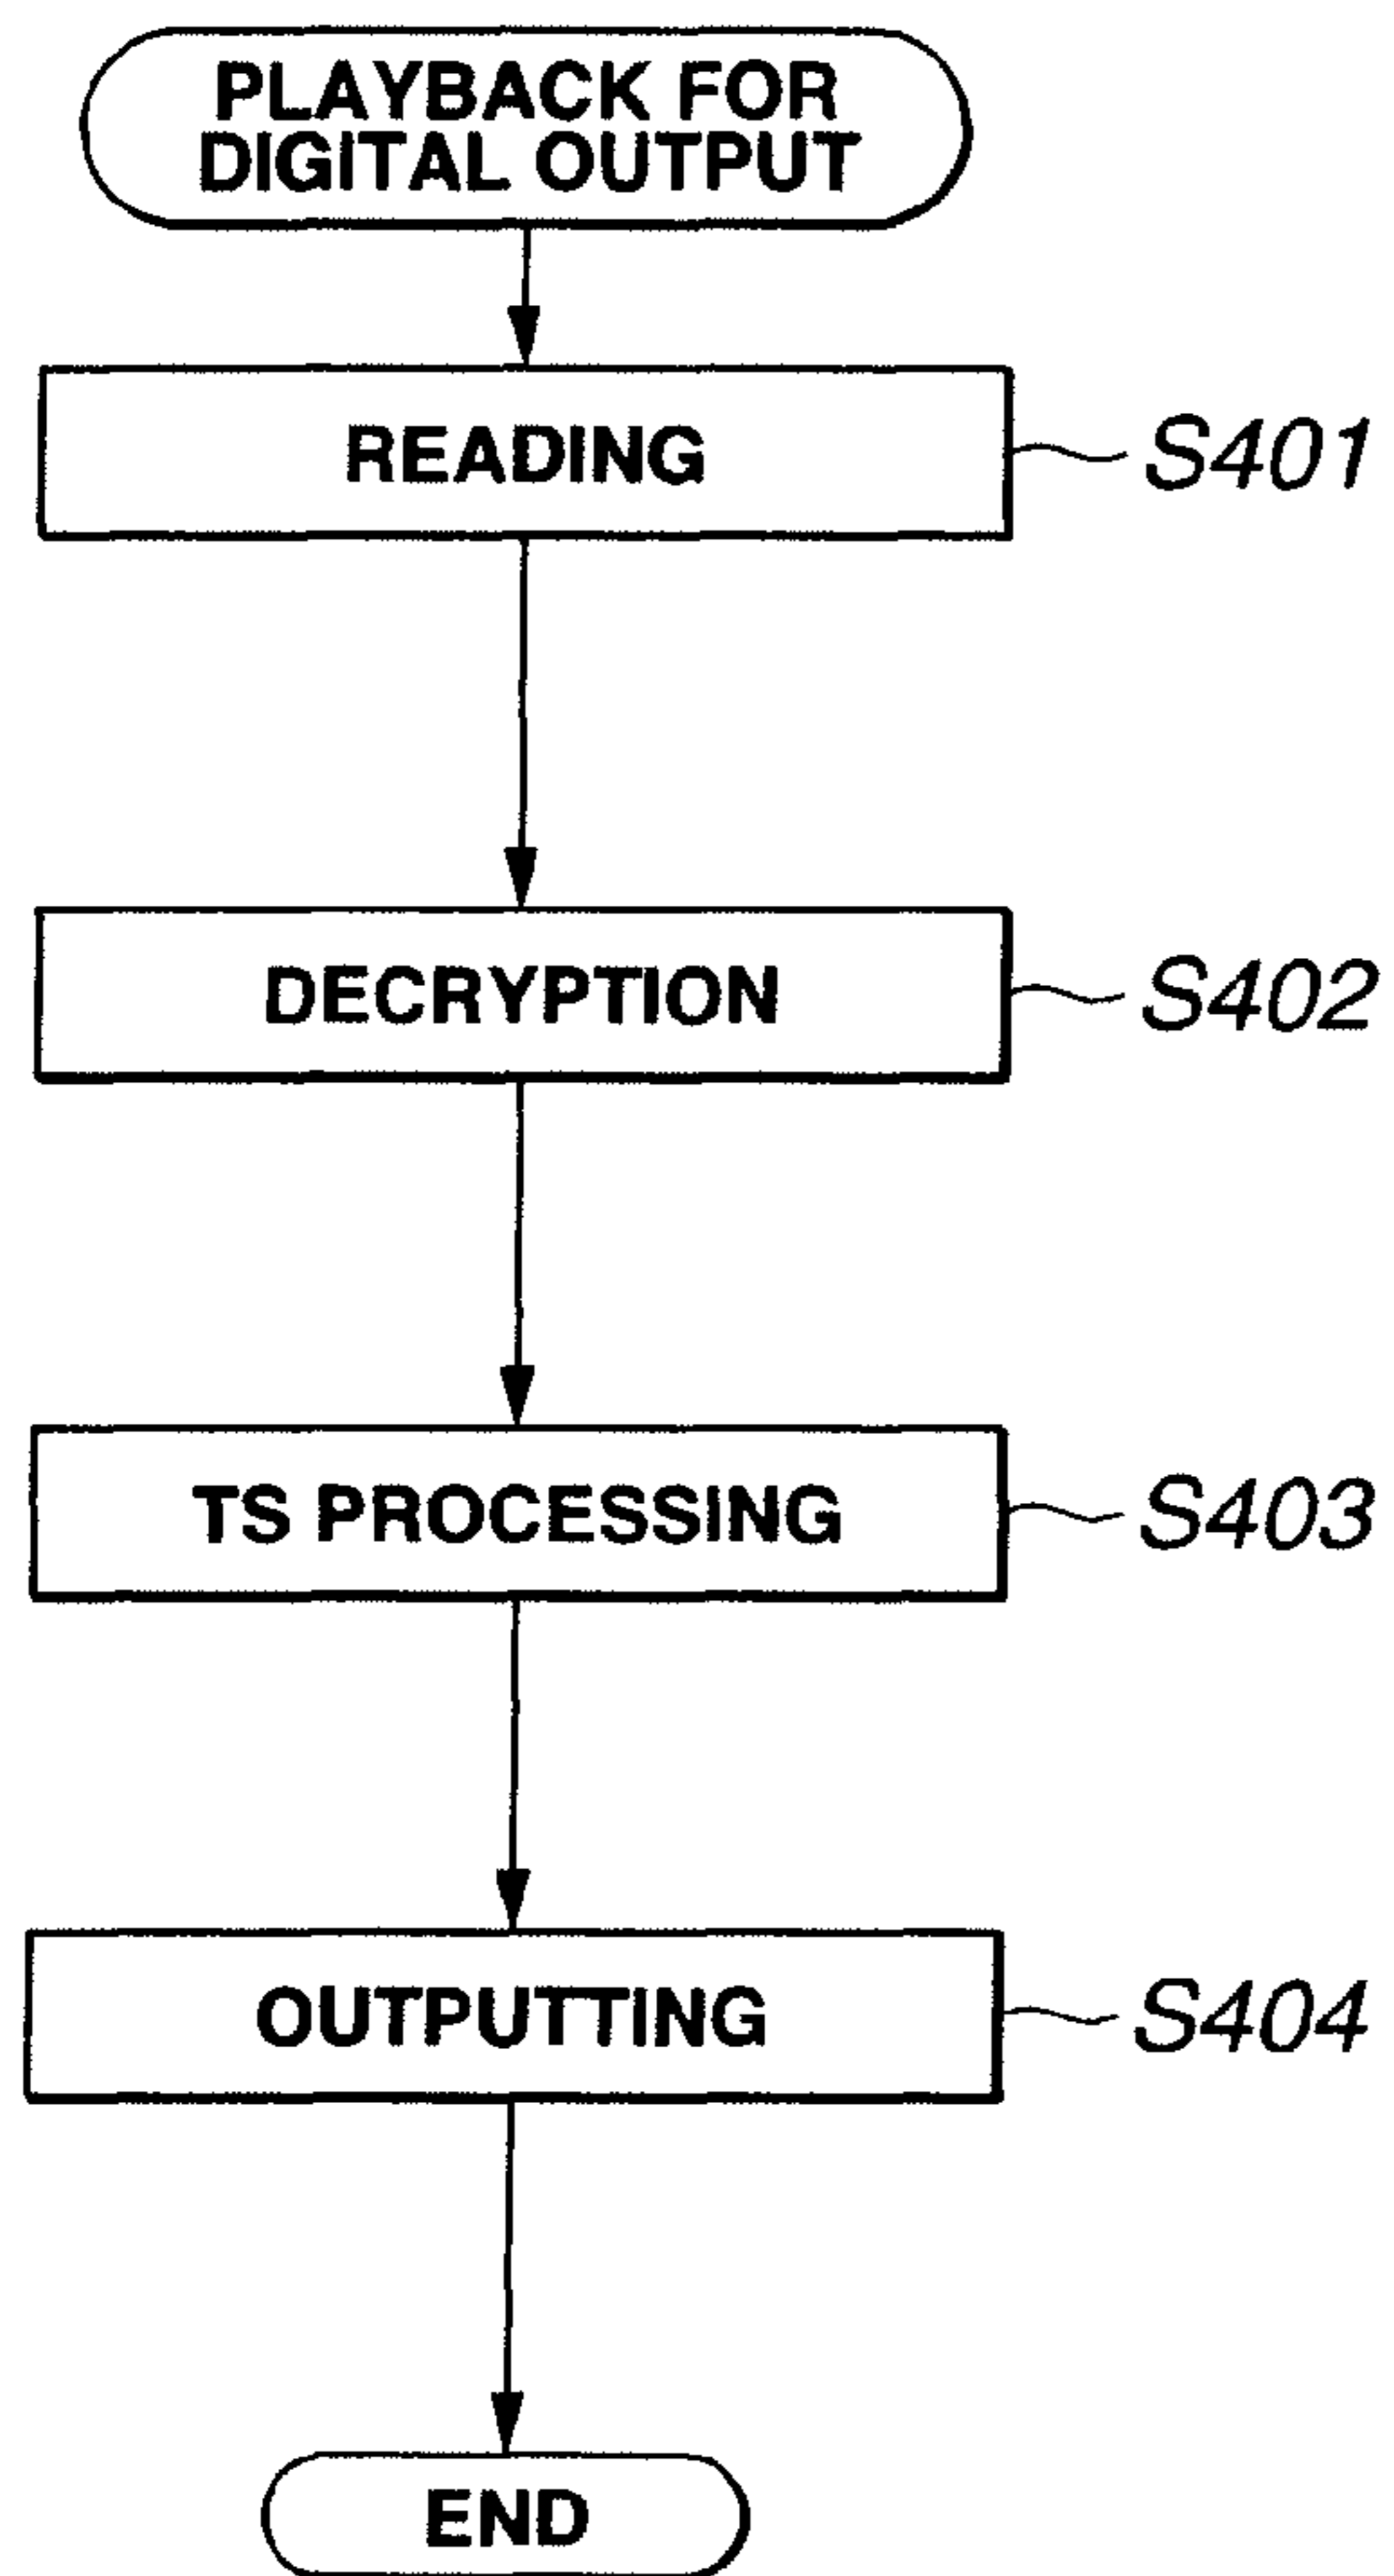 PLAYBACK FOR
DIGITAL OUTPUT
READING
S401
DECRYPTION
S402
TS PROCESSING
S403
OUTPUTTING
S404
END